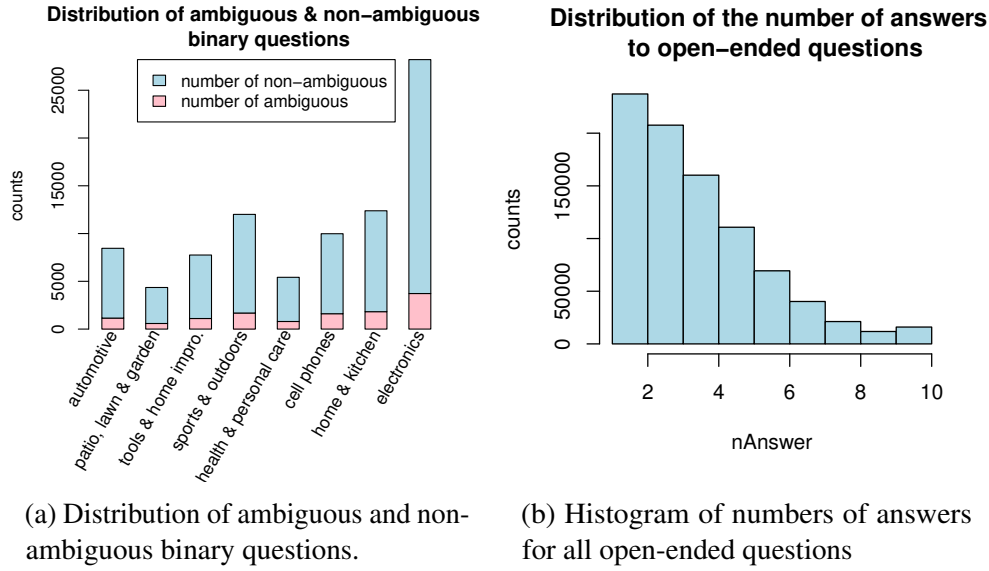 Distribution of ambiguous & non−ambiguous
binary questions
number of non−ambiguous
number of ambiguous
counts
25000
15000
5000
0
automotive
patio, lawn & garden
tools & home impro.
sports & outdoors
health & personal care
cell phones
home & kitchen
electronics
(a) Distribution of ambiguous and non-
ambiguous binary questions.
Distribution of the number of answers
to open−ended questions
counts
150000
50000
0
2 4 6 8 10
nAnswer
(b) Histogram of numbers of answers
for all open-ended questions